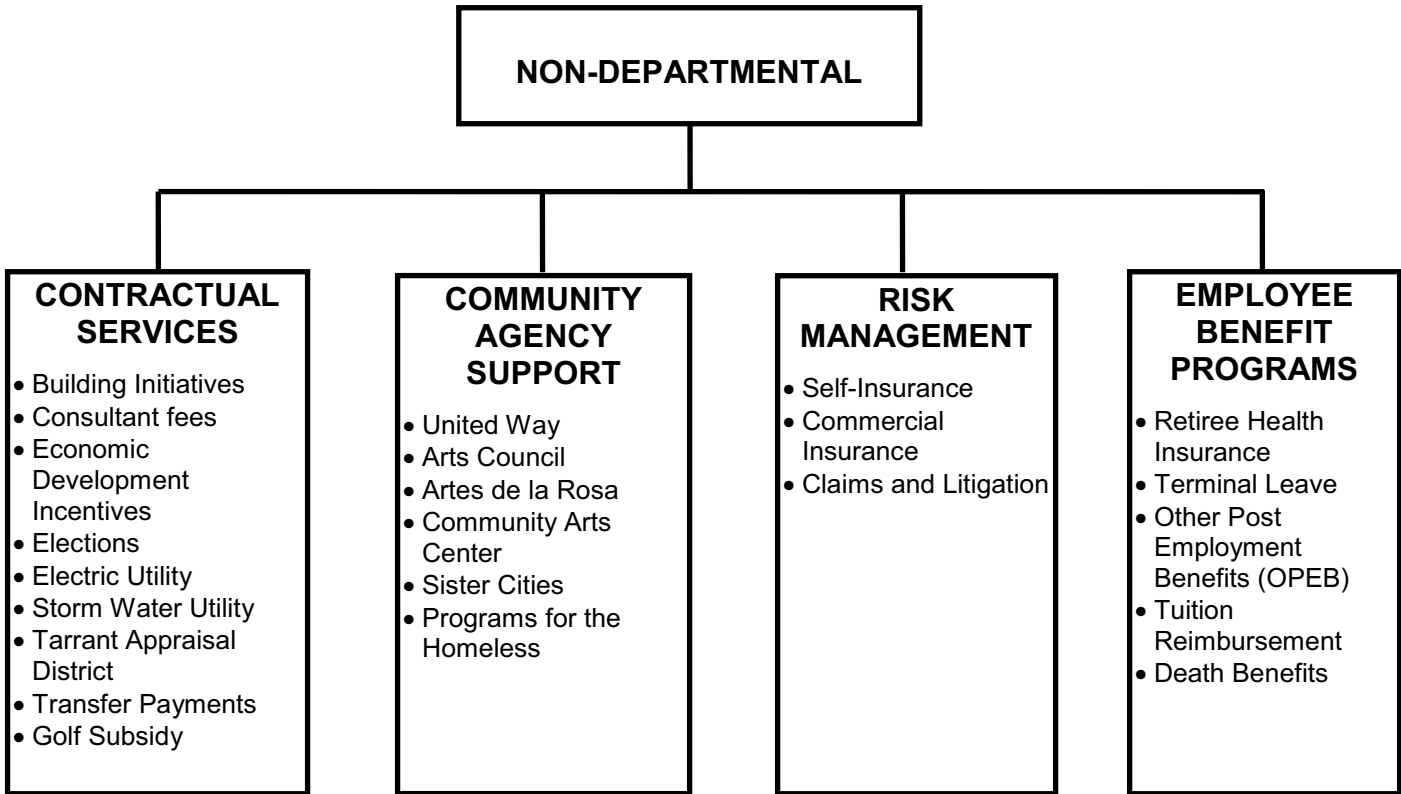 NON-DEPARTMENTAL
CONTRACTUAL
SERVICES
• Building Initiatives
• Consultant fees
• Economic
Development
Incentives
• Elections
• Electric Utility
• Storm Water Utility
• Tarrant Appraisal
District
• Transfer Payments
• Golf Subsidy
COMMUNITY
AGENCY
SUPPORT
• United Way
• Arts Council
• Artes de la Rosa
• Community Arts
Center
• Sister Cities
• Programs for the
Homeless
RISK
MANAGEMENT
• Self-Insurance
• Commercial
Insurance
• Claims and Litigation
EMPLOYEE
BENEFIT
PROGRAMS
• Retiree Health
Insurance
• Terminal Leave
• Other Post
Employment
Benefits (OPEB)
• Tuition
Reimbursement
• Death Benefits